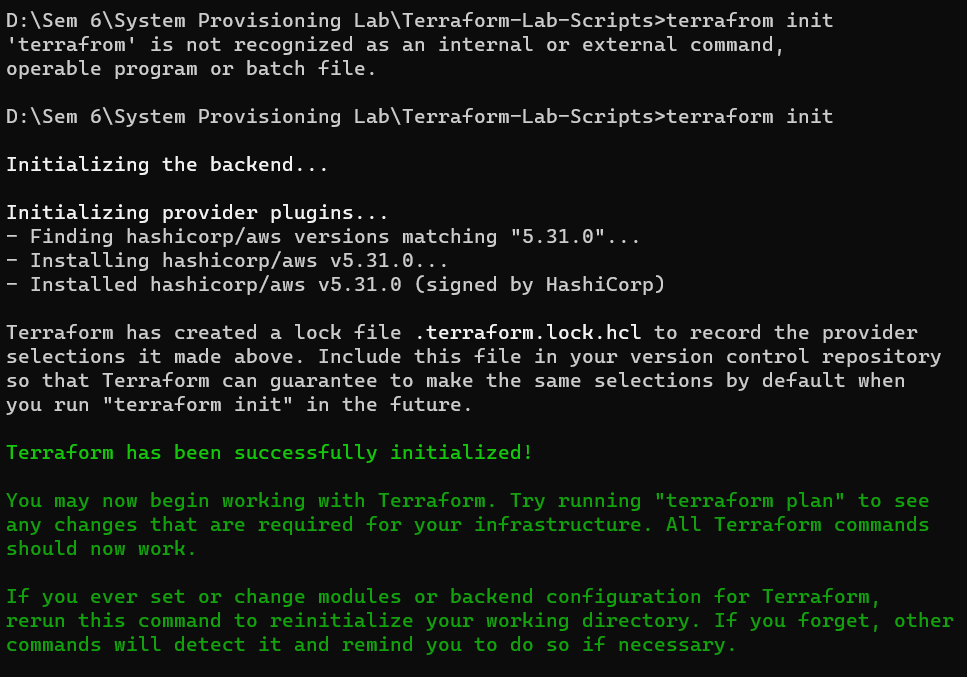 D:\Sem 6\System Provisioning Lab\Terraform-Lab-Scripts>terrafrom init
'terrafrom' is not recognized as an internal or external command,
operable program or batch file.
D:\Sem 6\System Provisioning Lab\Terraform-Lab-Scripts>terraform init
Initializing the backend...
Initializing provider plugins...
- Finding hashicorp/aws versions matching "5.31.0"...
- Installing hashicorp/aws v5.31.0...
- Installed hashicorp/aws v5.31.0 (signed by HashiCorp)
Terraform has created a lock file .terraform.lock.hcl to record the provider
selections it made above. Include this file in your version control repository
so that Terraform can guarantee to make the same selections by default when
you run "terraform init" in the future.
Terraform has been successfully initialized!
You may now begin working with Terraform. Try running "terraform plan" to see
any changes that are required for your infrastructure. All Terraform commands
should now work.
If you ever set or change modules or backend configuration for Terraform,
rerun this command to reinitialize your working directory. If you forget, other
commands will detect it and remind you to do so if necessary.